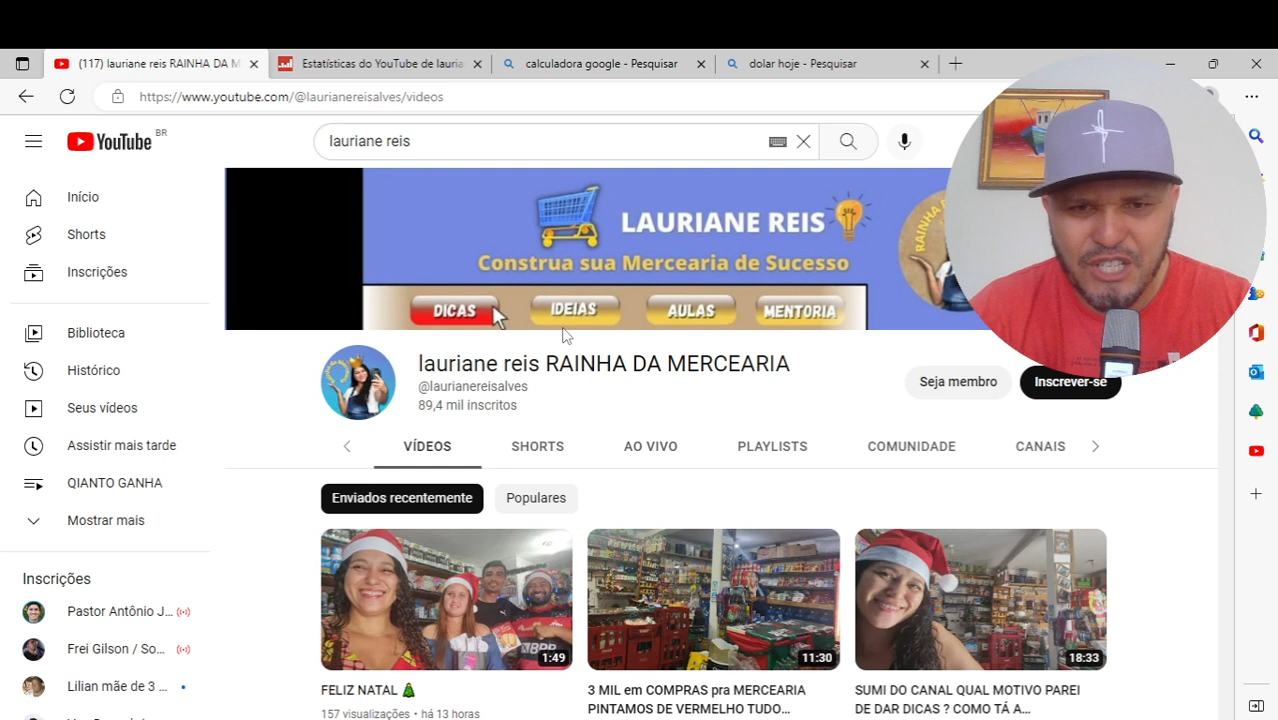 (117) lauriane reis RAINHA DA M
Estatísticas do YouTube de lauria
calculadora google - Pesquisar
dolar hoje - Pesquisar
https://www.youtube.com/@laurianereisalves/videos
YouTube BR
lauriane reis
Início
Shorts
Inscrições
Biblioteca
Histórico
Seus vídeos
Assistir mais tarde
QIANTO GANHA
Mostrar mais
Inscrições
Pastor Antônio J...
Frei Gilson / So...
Lilian mãe de 3 ...
LAURIANE REIS
Construa sua Mercearia de Sucesso
DICAS
IDEIAS
AULAS
MENTORIA
RAINHA
lauriane reis RAINHA DA MERCEARIA
@laurianereisalves
89,4 mil inscritos
Seja membro
Inscrever-se
VÍDEOS
SHORTS
AO VIVO
PLAYLISTS
COMUNIDADE
CANAIS
Enviados recentemente
Populares
1:49
11:30
18:33
FELIZ NATAL 🎄
157 visualizações • há 13 horas
3 MIL em COMPRAS pra MERCEARIA
PINTAMOS DE VERMELHO TUDO...
SUMI DO CANAL QUAL MOTIVO PAREI
DE DAR DICAS ? COMO TÁ A...